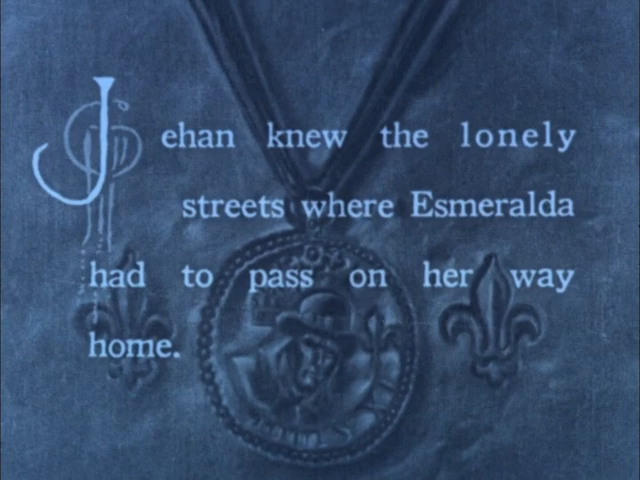 Jehan knew the lonely
streets where Esmeralda
had to pass on her way
home.